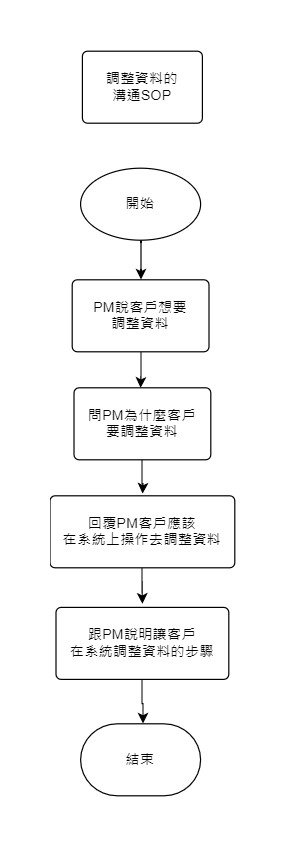 調整資料的
溝通SOP
開始
PM說客戶想要
調整資料
問PM為什麼客戶
要調整資料
回覆PM客戶應該
在系統上操作去調整資料
跟PM說明讓客戶
在系統調整資料的步驟
結束